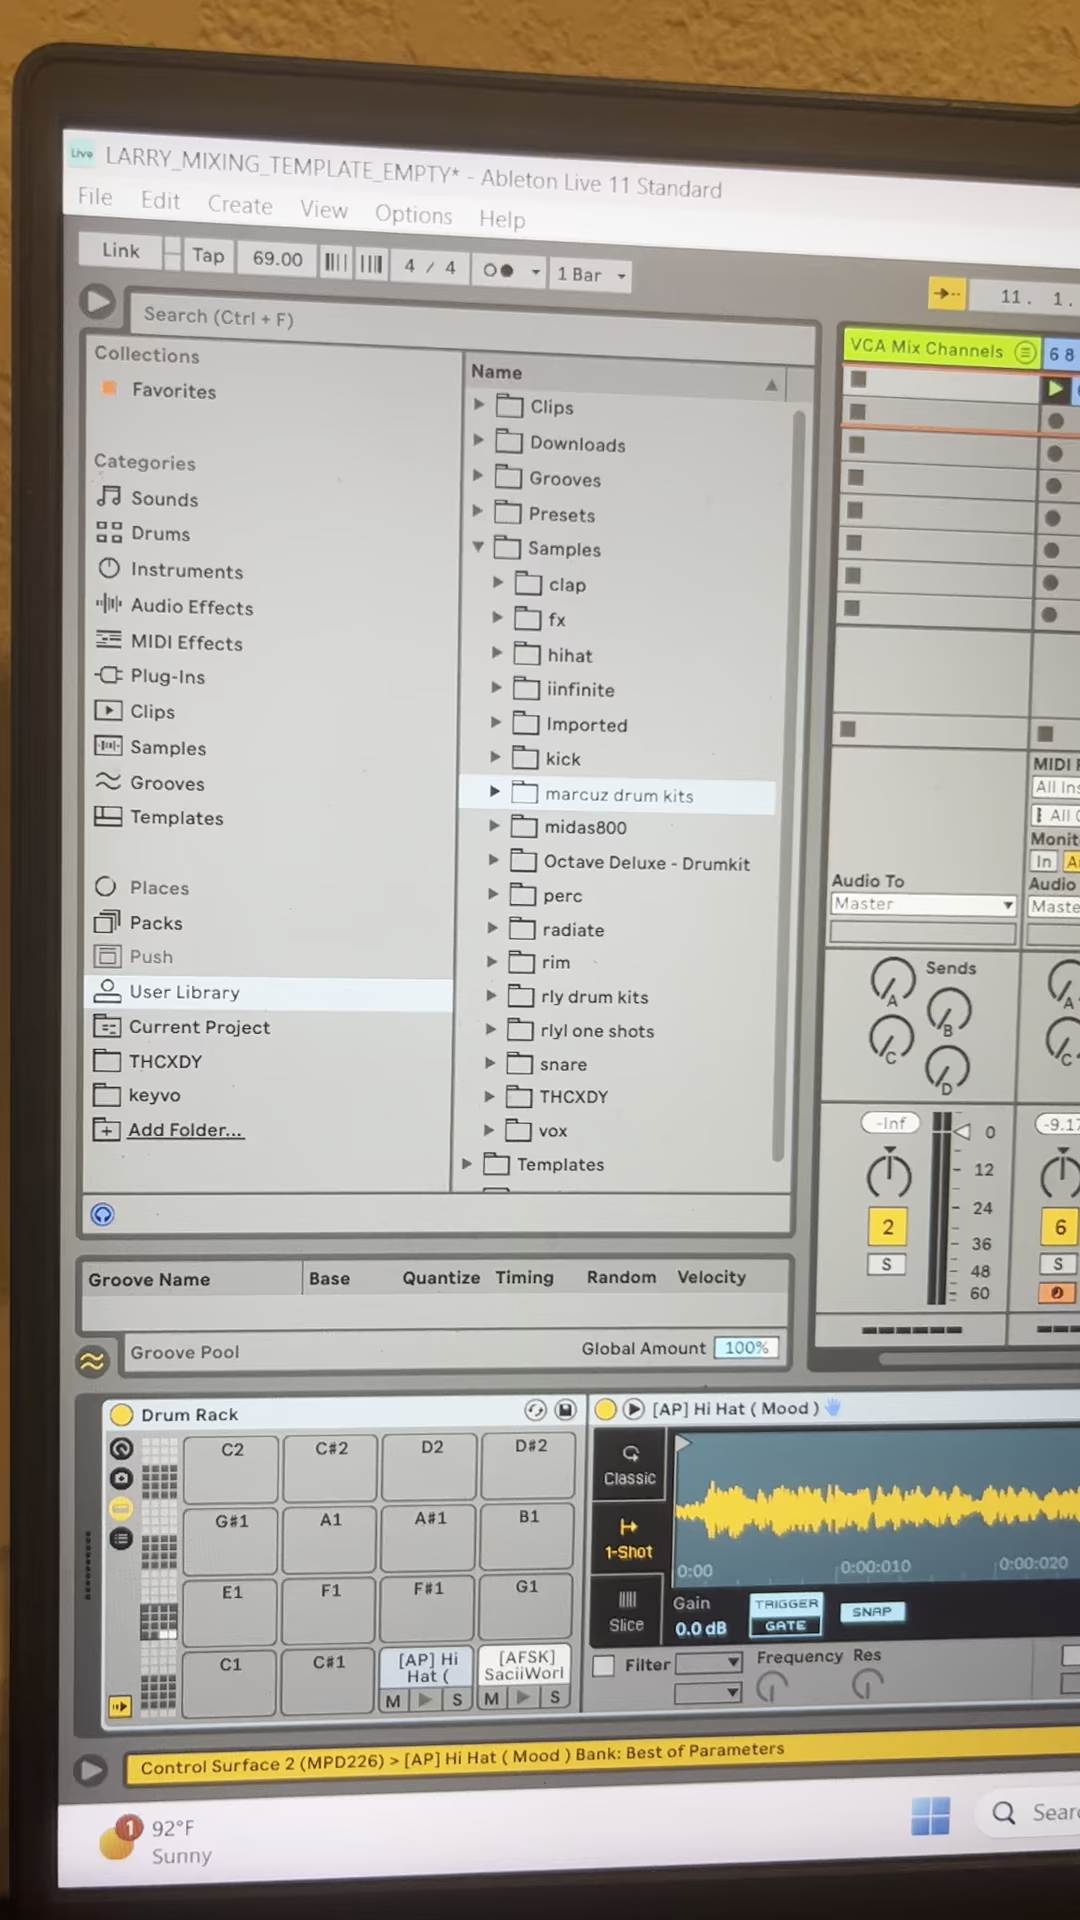 Live LARRY_MIXING_TEMPLATE_EMPTY* - Ableton Live 11 Standard
File Edit Create View Options Help
Link Tap 69.00 4 / 4 1 Bar
11. 1.
Search (Ctrl + F)
Collections
Favorites
Categories
Sounds
Drums
Instruments
Audio Effects
MIDI Effects
Plug-Ins
Clips
Samples
Grooves
Templates
Places
Packs
Push
User Library
Current Project
THCXDY
keyvo
Add Folder...
Name
Clips
Downloads
Grooves
Presets
Samples
clap
fx
hihat
iinfinite
Imported
kick
marcuz drum kits
midas800
Octave Deluxe - Drumkit
perc
radiate
rim
rly drum kits
rlyl one shots
snare
THCXDY
vox
Templates
VCA Mix Channels
6 8
MIDI
All Ins
All
Monit
In
Audio To
Audio
Master
Maste
Sends
A
B
C
D
A
C
-Inf
0
12
24
36
48
60
2
S
-9.17
6
S
Groove Name Base Quantize Timing Random Velocity
Groove Pool
Global Amount 100%
Drum Rack
C2 C#2 D2 D#2
G#1 A1 A#1 B1
E1 F1 F#1 G1
C1 C#1 [AP] Hi Hat ( [AFSK] SaciiWorl
M S M S
[AP] Hi Hat ( Mood )
Classic
1-Shot
Slice
0:00 0:00:010 0:00:020
Gain
0.0 dB
TRIGGER
GATE
SNAP
Filter
Frequency Res
Control Surface 2 (MPD226) > [AP] Hi Hat ( Mood ) Bank: Best of Parameters
1
92°F
Sunny
Sear